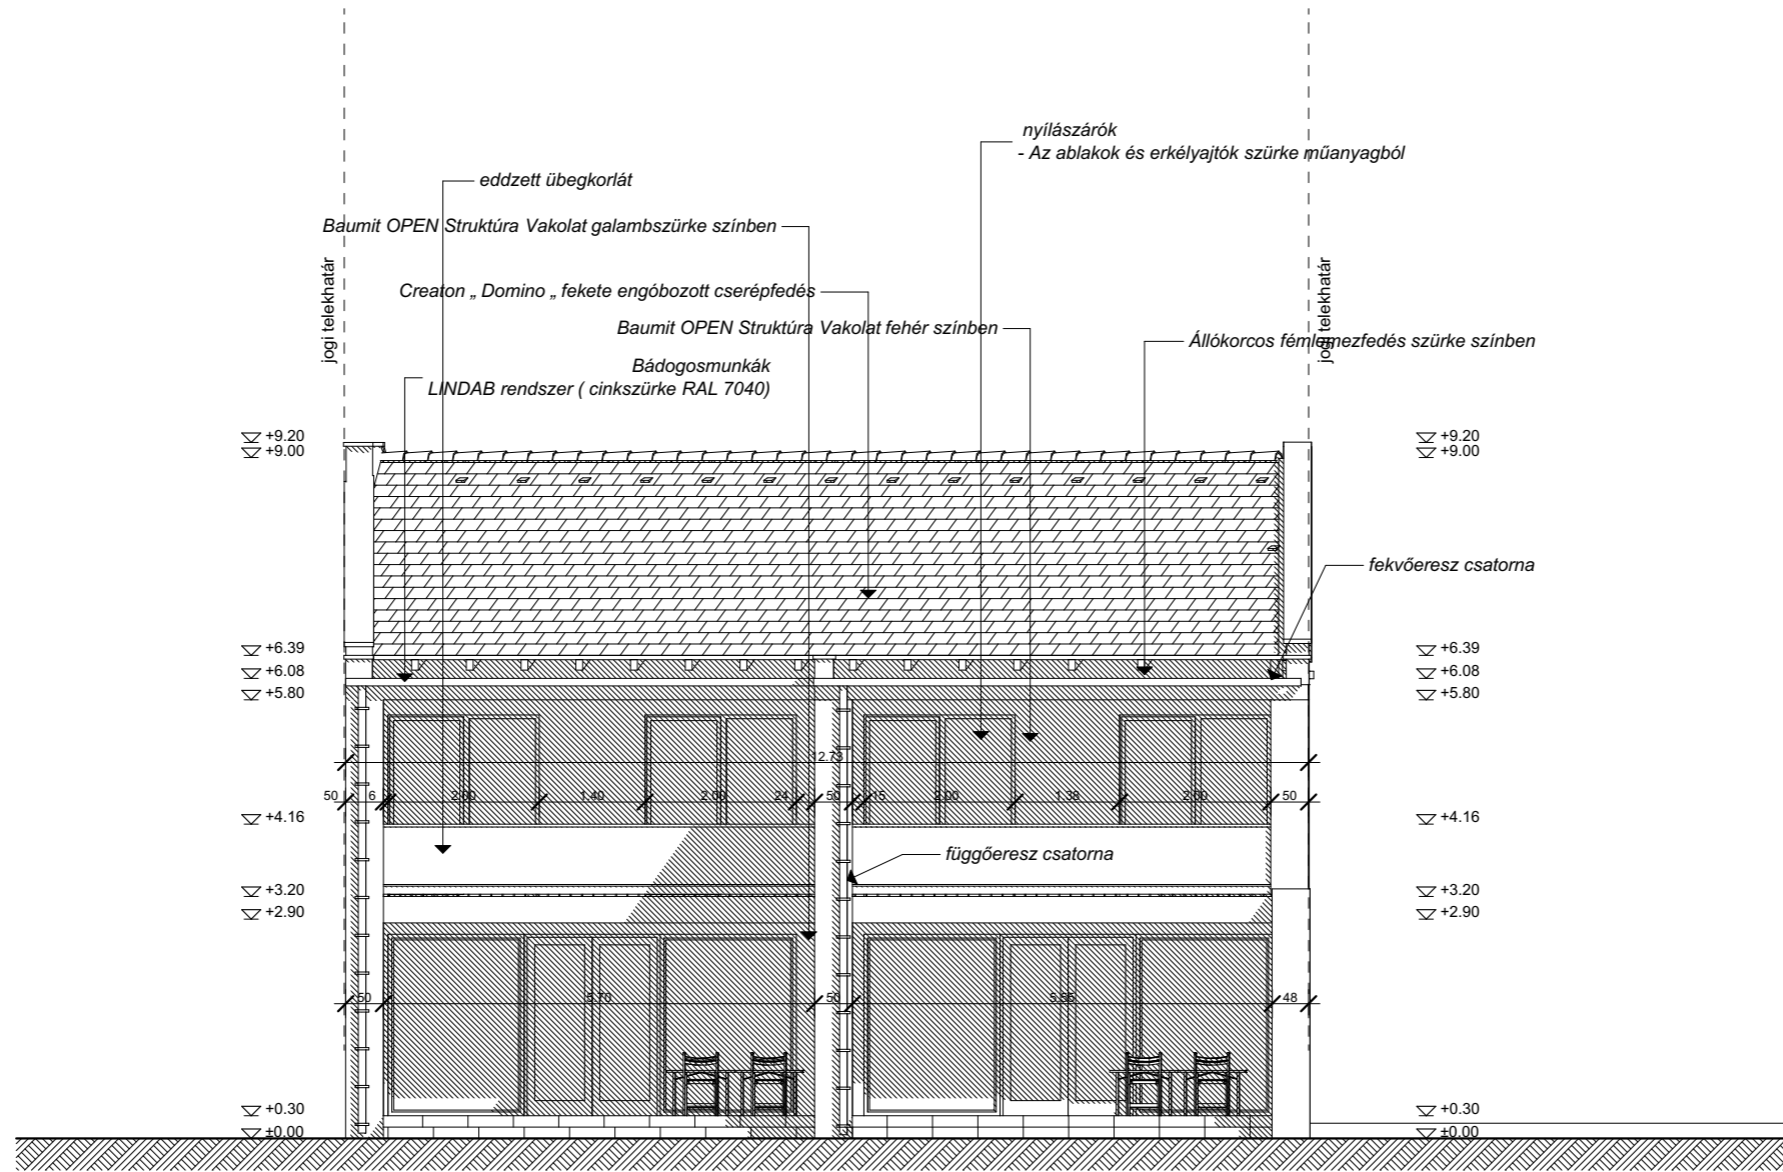 nyílászárók
- Az ablakok és erkélyajtók szürke műanyagból
eddzett übegkorlát
Baumit OPEN Struktúra Vakolat galambszürke színben
jogi telekhatár
jogi telekhatár
Creaton „ Domino „ fekete engóbozott cserépfedés
Baumit OPEN Struktúra Vakolat fehér színben
Állókorcos fémlemezfedés szürke színben
Bádogosmunkák
LINDAB rendszer ( cinkszürke RAL 7040)
+9.20
+9.00
+9.20
+9.00
fekvőeresz csatorna
+6.39
+6.08
+5.80
+6.39
+6.08
+5.80
12.73
50 6 2.00 1.40 2.00 24 50 15 2.00 1.38 2.00 50
+4.16
+4.16
függőeresz csatorna
+3.20
+2.90
+3.20
+2.90
50 5.70 50 5.55 48
+0.30
±0.00
+0.30
±0.00